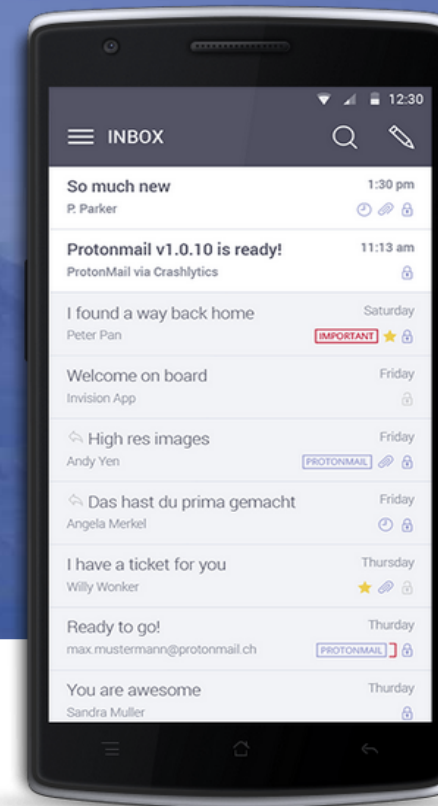 12:30
INBOX
So much new 1:30 pm
P. Parker
Protonmail v1.0.10 is ready! 11:13 am
ProtonMail via Crashlytics
I found a way back home Saturday
Peter Pan IMPORTANT
Welcome on board Friday
Invision App
High res images Friday
Andy Yen PROTONMAIL
Das hast du prima gemacht Friday
Angela Merkel
I have a ticket for you Thursday
Willy Wonker
Ready to go! Thurday
max.mustermann@protonmail.ch PROTONMAIL
You are awesome Thurday
Sandra Muller